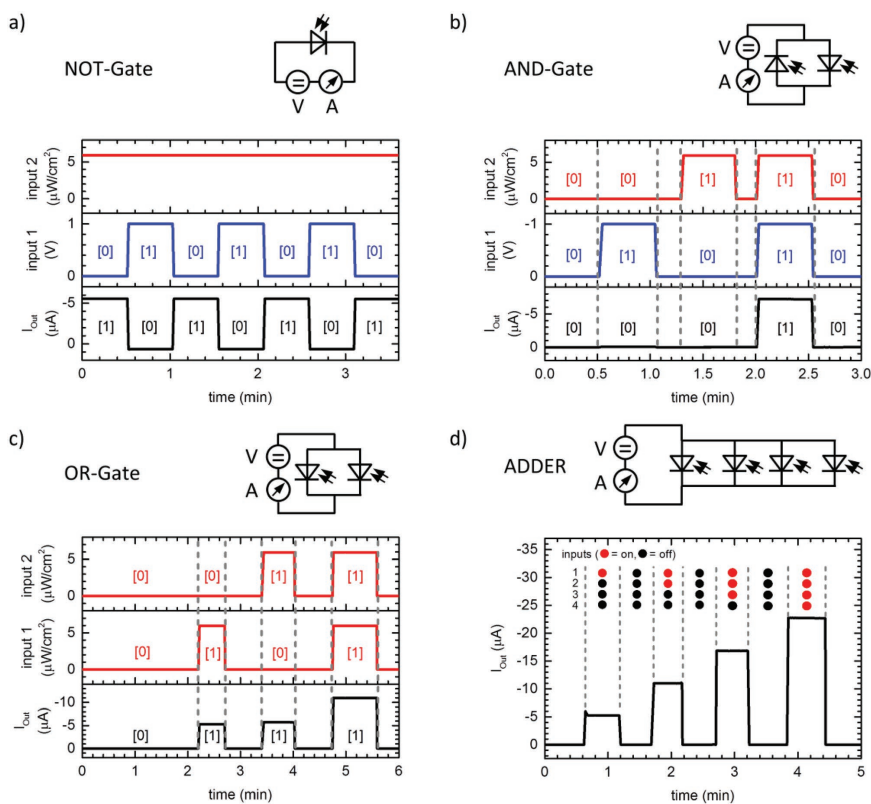 a)
NOT-Gate
V A
input 2
(μW/cm²)
5
0
input 1
(V)
1
0
[0] [1] [0] [1] [0] [1] [0]
I_Out
(μA)
-5
0
[1] [0] [1] [0] [1] [0] [1]
0 1 2 3
time (min)
b)
AND-Gate
V
A
input 2
(μW/cm²)
5
0
[0] [0] [1] [1] [0]
input 1
(V)
-1
0
[0] [1] [0] [1] [0]
I_Out
(μA)
-5
0
[0] [0] [0] [1] [0]
0.0 0.5 1.0 1.5 2.0 2.5 3.0
time (min)
c)
OR-Gate
V
A
input 2
(μW/cm²)
5
0
[0] [0] [1] [1]
input 1
(μW/cm²)
5
0
[0] [1] [0] [1]
I_Out
(μA)
-10
-5
0
[0] [1] [1] [1]
0 1 2 3 4 5 6
time (min)
d)
ADDER
V
A
inputs (●= on, ●= off)
1
2
3
4
I_Out (μA)
-35
-30
-25
-20
-15
-10
-5
0
0 1 2 3 4 5
time (min)